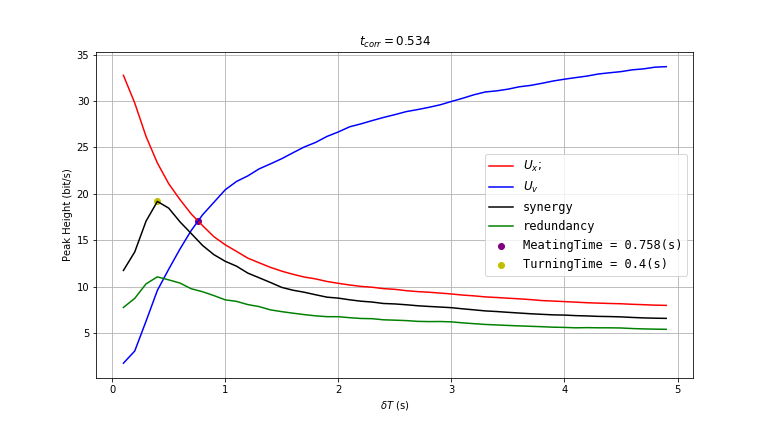 t_corr = 0.534
35
30
25
20
15
10
5
Peak Height (bit/s)
U_x;
U_v
synergy
redundancy
MeatingTime = 0.758(s)
TurningTime = 0.4(s)
0 1 2 3 4 5
δT (s)